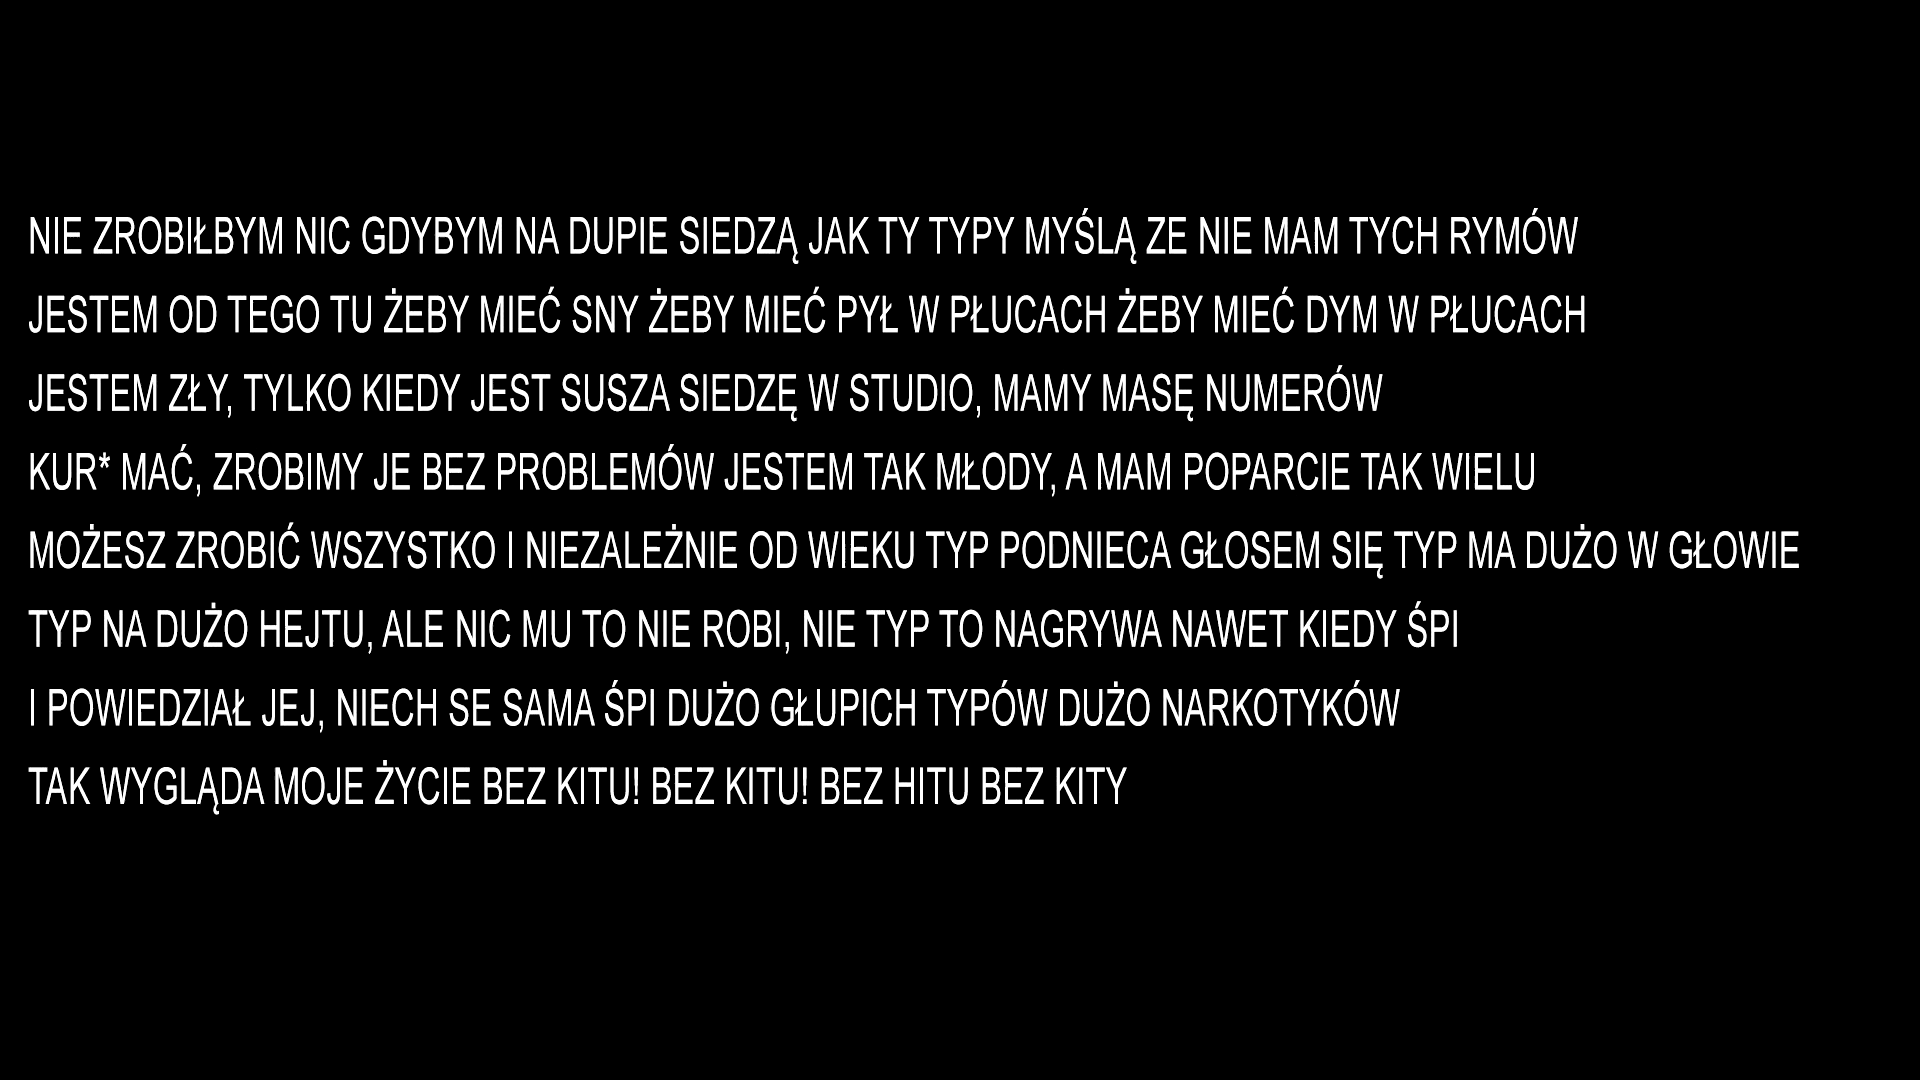 NIE ZROBIŁBYM NIC GDYBYM NA DUPIE SIEDZĄ JAK TY TYPY MYŚLĄ ZE NIE MAM TYCH RYMÓW
JESTEM OD TEGO TU ŻEBY MIEĆ SNY ŻEBY MIEĆ PYŁ W PŁUCACH ŻEBY MIEĆ DYM W PŁUCACH
JESTEM ZŁY, TYLKO KIEDY JEST SUSZA SIEDZĘ W STUDIO, MAMY MASĘ NUMERÓW
KUR* MAĆ, ZROBIMY JE BEZ PROBLEMÓW JESTEM TAK MŁODY, A MAM POPARCIE TAK WIELU
MOŻESZ ZROBIĆ WSZYSTKO I NIEZALEŻNIE OD WIEKU TYP PODNIECA GŁOSEM SIĘ TYP MA DUŻO W GŁOWIE
TYP NA DUŻO HEJTU, ALE NIC MU TO NIE ROBI, NIE TYP TO NAGRYWA NAWET KIEDY ŚPI
I POWIEDZIAŁ JEJ, NIECH SE SAMA ŚPI DUŻO GŁUPICH TYPÓW DUŻO NARKOTYKÓW
TAK WYGLĄDA MOJE ŻYCIE BEZ KITU! BEZ KITU! BEZ HITU BEZ KITY